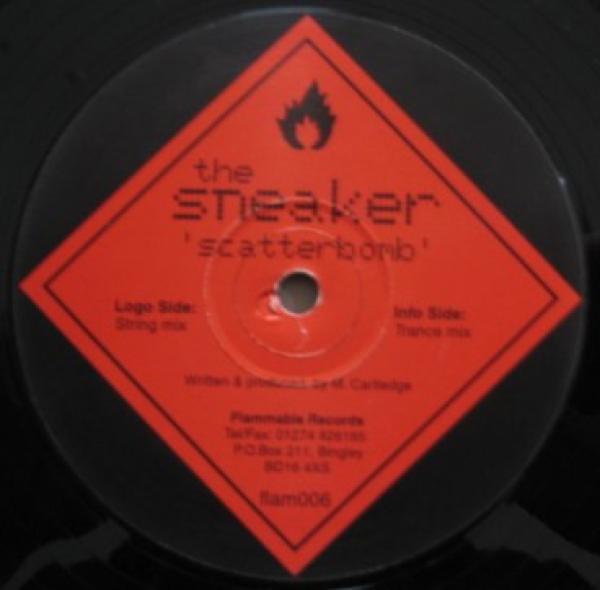 the
sneaker
'scatterbomb'
Logo Side:
String mix
Info Side:
Trance mix
Written & produced by M. Cartledge
Flammable Records
Tel/Fax: 01274 826185
P.O.Box 211, Bingley
BD16 4XS
flam006